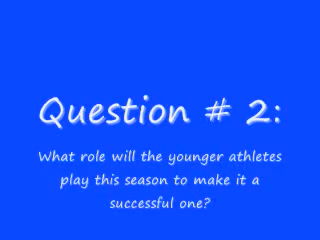 Question # 2:
What role will the younger athletes
play this season to make it a
successful one?